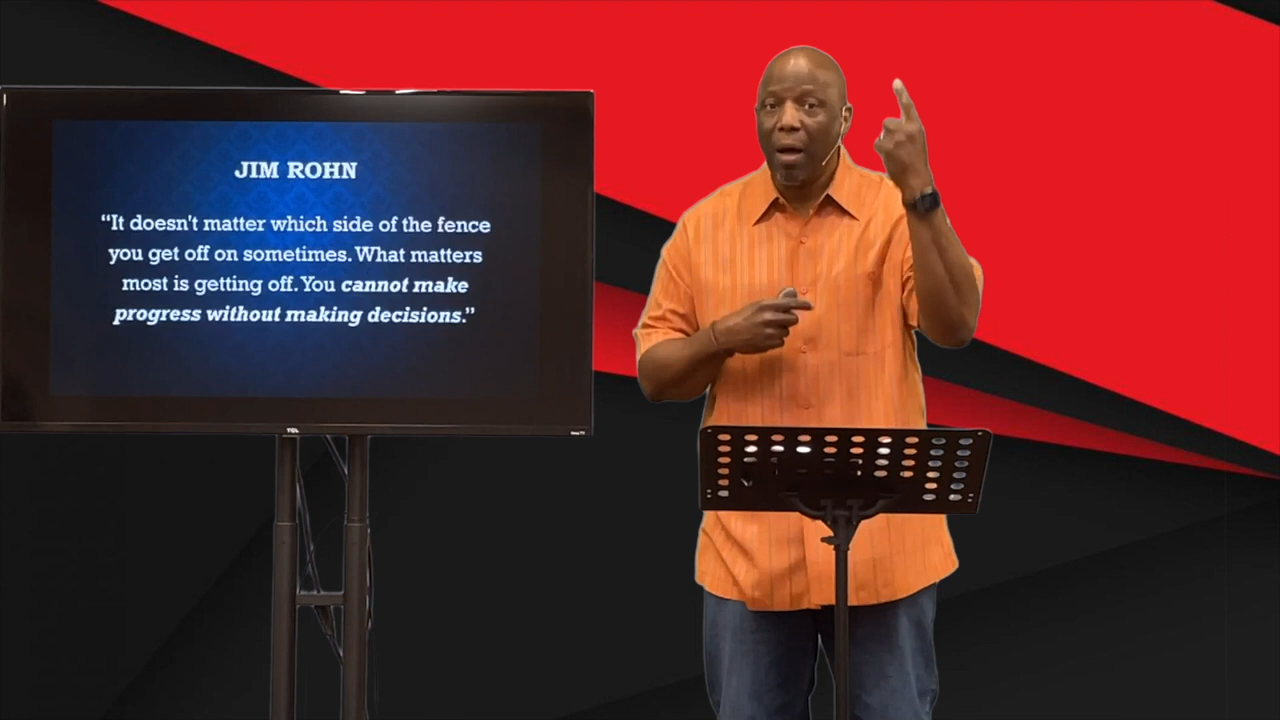 JIM ROHN
“It doesn't matter which side of the fence
you get off on sometimes. What matters
most is getting off. You cannot make
progress without making decisions.”
TCL